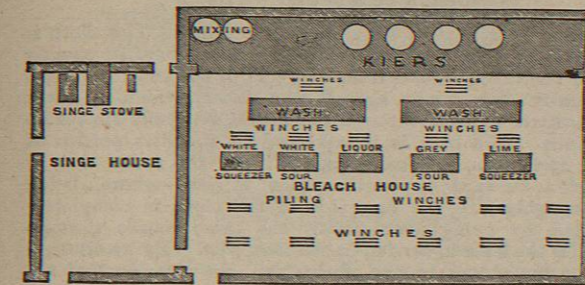 MIXING
KIERS
WINCHES WINCHES
SINGE STOVE
WASH WASH
WINCHES WINCHES
WHITE WHITE LIQUOR GREY LIME
SINGE HOUSE
SQUEEZER SOUR SOUR SQUEEZER
BLEACH HOUSE
PILING WINCHES
WINCHES